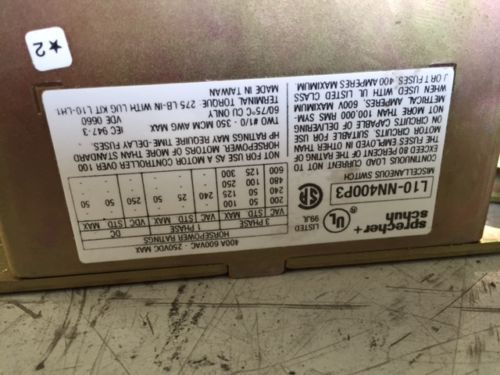 sprecher+
schuh
UL
LISTED
99JL
L10-NN400P3
SA
MISCELLANEOUS SWITCH
CONTINUOUS LOAD CURRENT NOT TO
EXCEED 80 PERCENT OF THE RATING OF
THE FUSES EMPLOYED IN OTHER THAN
MOTOR CIRCUITS. SUITABLE FOR USE
ON CIRCUITS CAPABLE OF DELIVERING
NOT MORE THAN 100,000 RMS SYM-
METRICAL AMPERES, 600V MAXIMUM
WHEN USED WITH UL LISTED CLASS
J OR T FUSES. 400 AMPERES MAXIMUM
400A 600VAC - 250VDC MAX
HORSEPOWER RATINGS
3 PHASE 1 PHASE DC
VAC STD MAX VAC STD MAX VDC STD MAX
200 50
240 125 240 50 250 50 50
480 100 250
600 125 300
NOT FOR USE AS A MOTOR CONTROLLER OVER 100
HORSEPOWER. MOTORS OF MORE THAN STANDARD
HP RATINGS MAY REQUIRE TIME-DELAY FUSES.
TWO #1/0 - 350 MCM AWG MAX IEC 947-3
60/75°C CU ONLY VDE 0660
TERMINAL TORQUE 275 LB-IN-WITH LUG KIT L10-LH1
MADE IN TAIWAN
★2